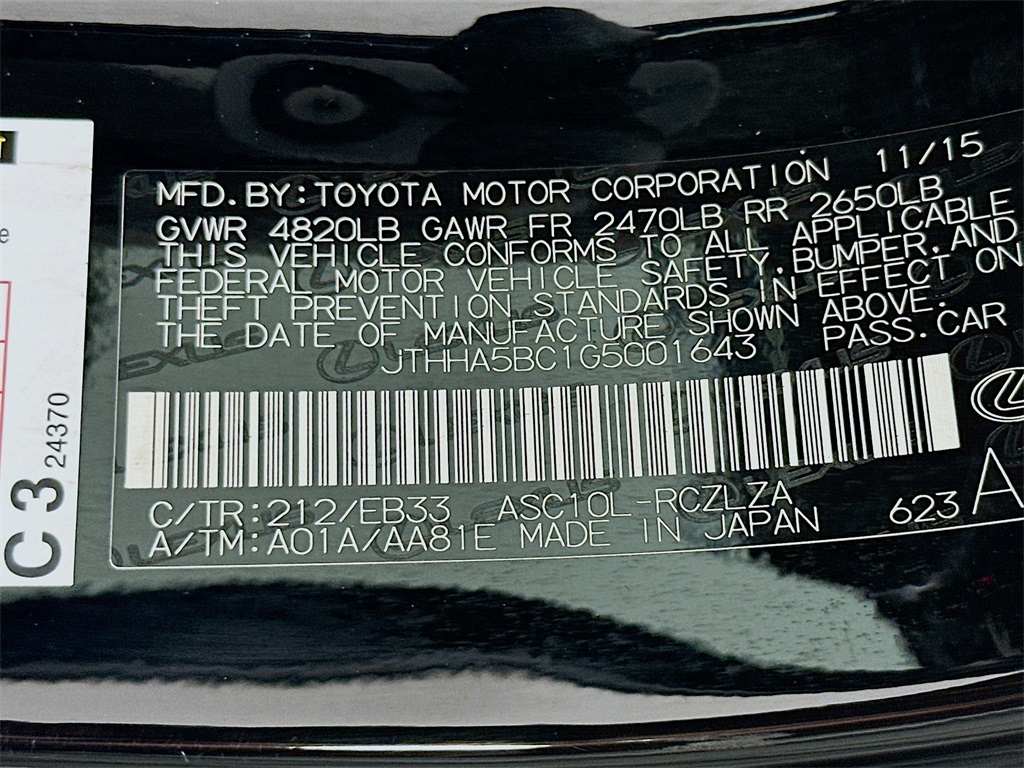 MFD.BY:TOYOTA MOTOR CORPORATION 11/15
GVWR 4820LB GAWR FR 2470LB RR 2650LB
THIS VEHICLE CONFORMS TO ALL APPLICABLE
FEDERAL MOTOR VEHICLE SAFETY,BUMPER,AND
THEFT PREVENTION STANDARDS IN EFFECT ON
THE DATE OF MANUFACTURE SHOWN ABOVE.
JTHHA5BC1G5001643 PASS.CAR
C/TR:212/EB33 ASC10L-RCZLZA
A/TM:A01A/AA81E MADE IN JAPAN 623 A
C3 24370